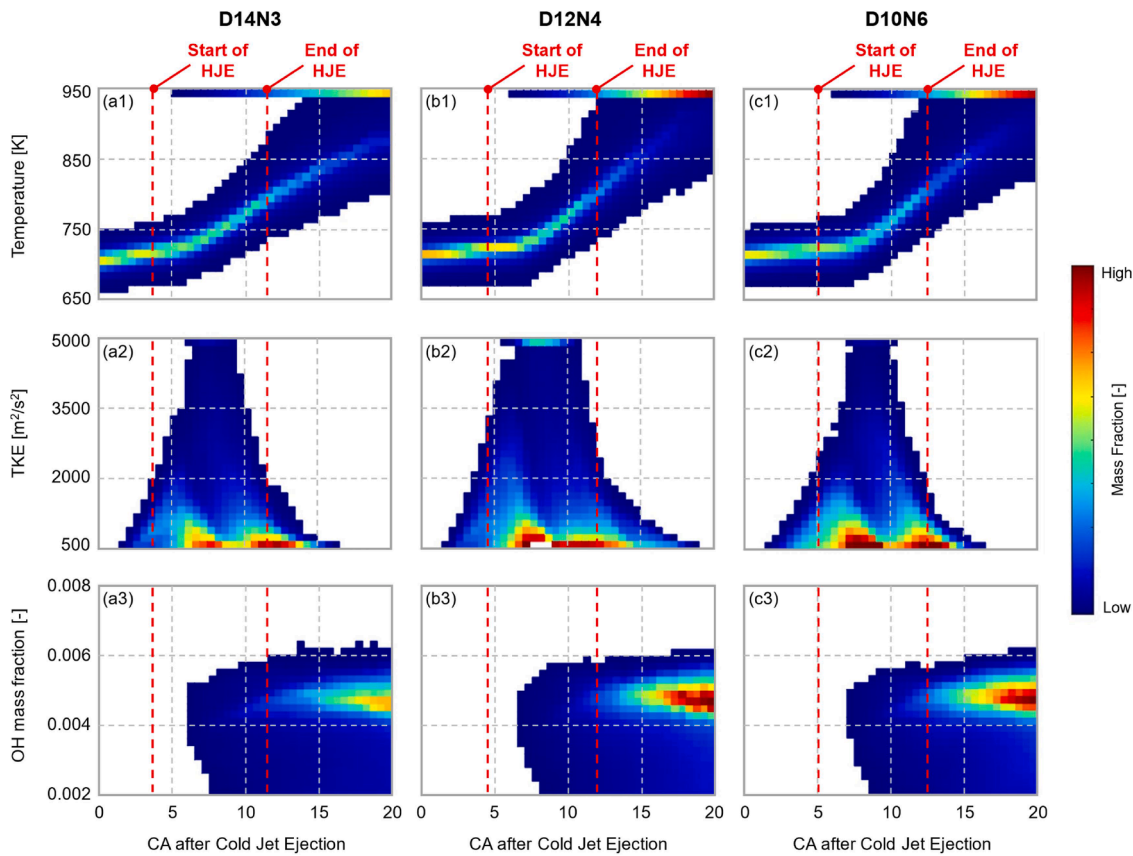 D14N3 D12N4 D10N6
Start of HJE End of HJE Start of HJE End of HJE Start of HJE End of HJE
(a1) (b1) (c1)
950
850
750
650
Temperature [K]
(a2) (b2) (c2)
5000
3500
2000
500
TKE [m²/s²]
(a3) (b3) (c3)
0.008
0.006
0.004
0.002
OH mass fraction [-]
0 5 10 15 20 0 5 10 15 20 0 5 10 15 20
CA after Cold Jet Ejection CA after Cold Jet Ejection CA after Cold Jet Ejection
High
Mass Fraction [-]
Low